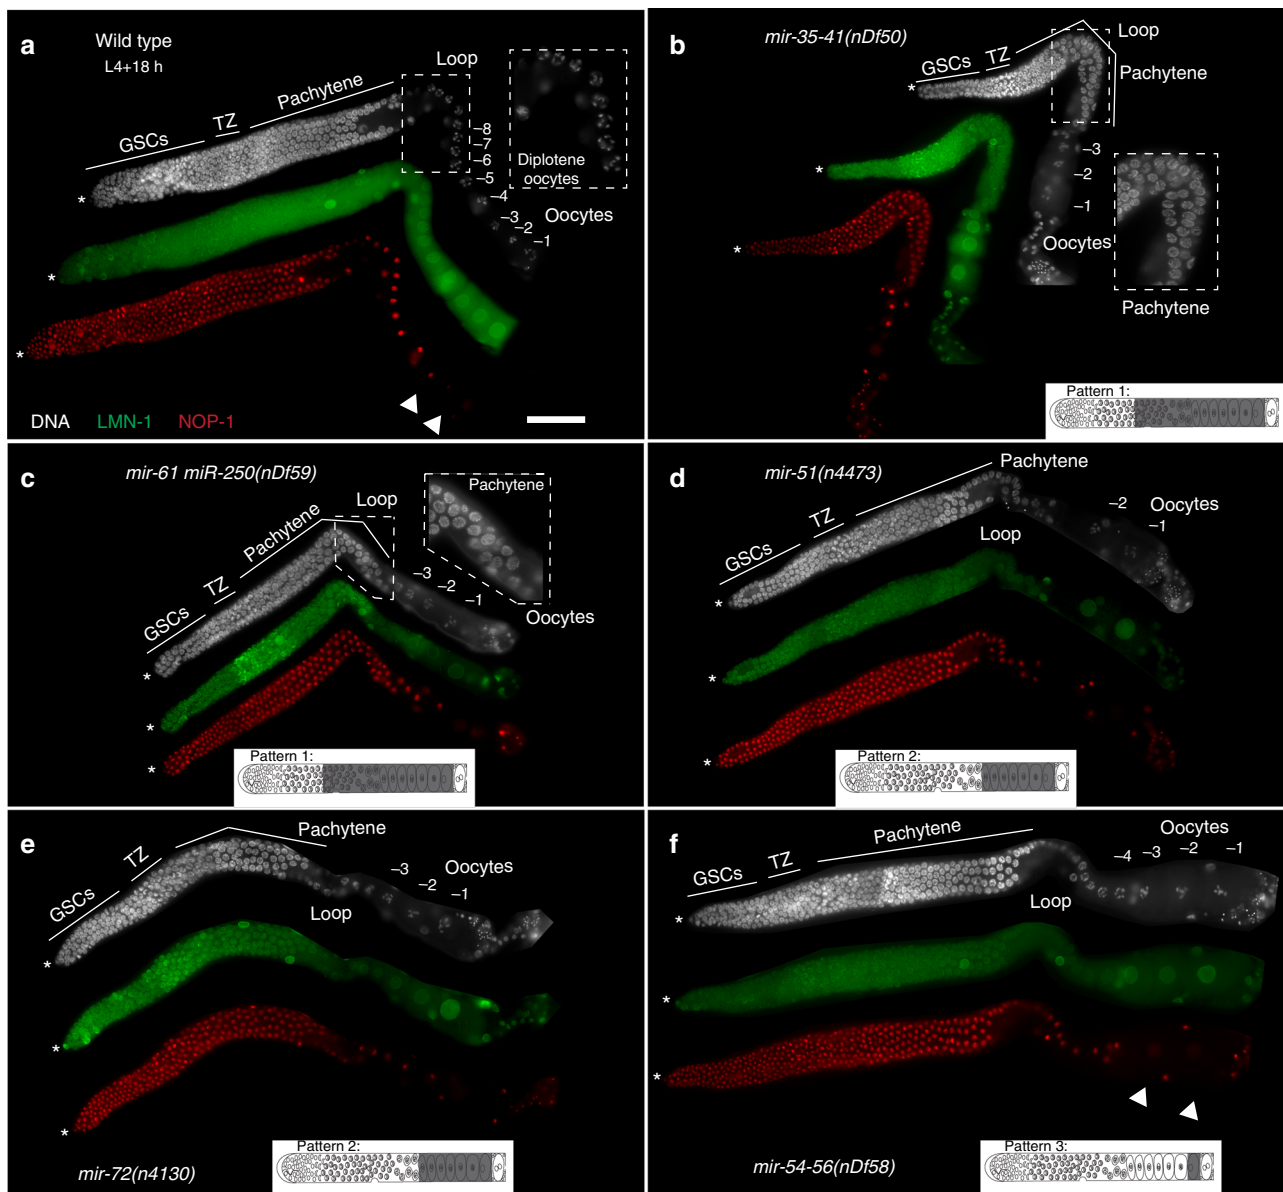 a
Wild type
L4+18 h
GSCs
TZ
Pachytene
Loop
Diplotene
oocytes
–8
–7
–6
–5
–4
–3
–2
–1
Oocytes
*
*
*
DNA LMN-1 NOP-1
b
mir-35-41(nDf50)
GSCs
TZ
Loop
Pachytene
–3
–2
–1
Oocytes
Pachytene
*
*
*
Pattern 1:
c
mir-61 miR-250(nDf59)
GSCs
TZ
Pachytene
Loop
Pachytene
–3
–2
–1
Oocytes
*
*
*
Pattern 1:
d
mir-51(n4473)
GSCs
TZ
Pachytene
Loop
–2
–1
Oocytes
*
*
*
Pattern 2:
e
GSCs
TZ
Pachytene
Loop
–3
–2
–1
Oocytes
*
*
*
mir-72(n4130)
Pattern 2:
f
GSCs
TZ
Pachytene
Loop
Oocytes
–4
–3
–2
–1
*
*
*
mir-54-56(nDf58)
Pattern 3: